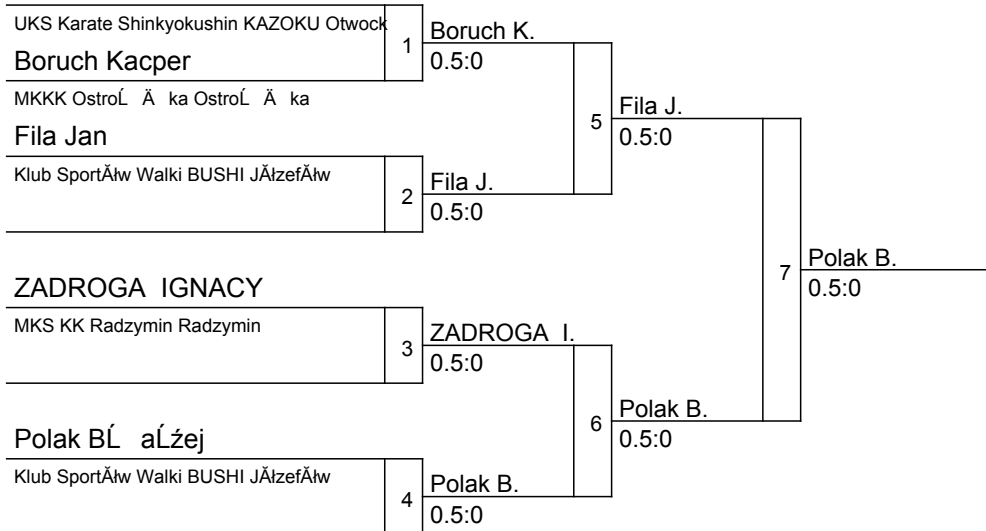 UKS Karate Shinkyokushin KAZOKU Otwock
1
Boruch K.
0.5:0
Boruch Kacper
MKKK OstroĹ Ä ka OstroĹ Ä ka
5
Fila J.
0.5:0
Fila Jan
Klub SportĂłw Walki BUSHI JĂłzefĂłw
2
Fila J.
0.5:0
7
Polak B.
0.5:0
ZADROGA IGNACY
MKS KK Radzymin Radzymin
3
ZADROGA I.
0.5:0
6
Polak B.
0.5:0
Polak BĹ aĹźej
Klub SportĂłw Walki BUSHI JĂłzefĂłw
4
Polak B.
0.5:0